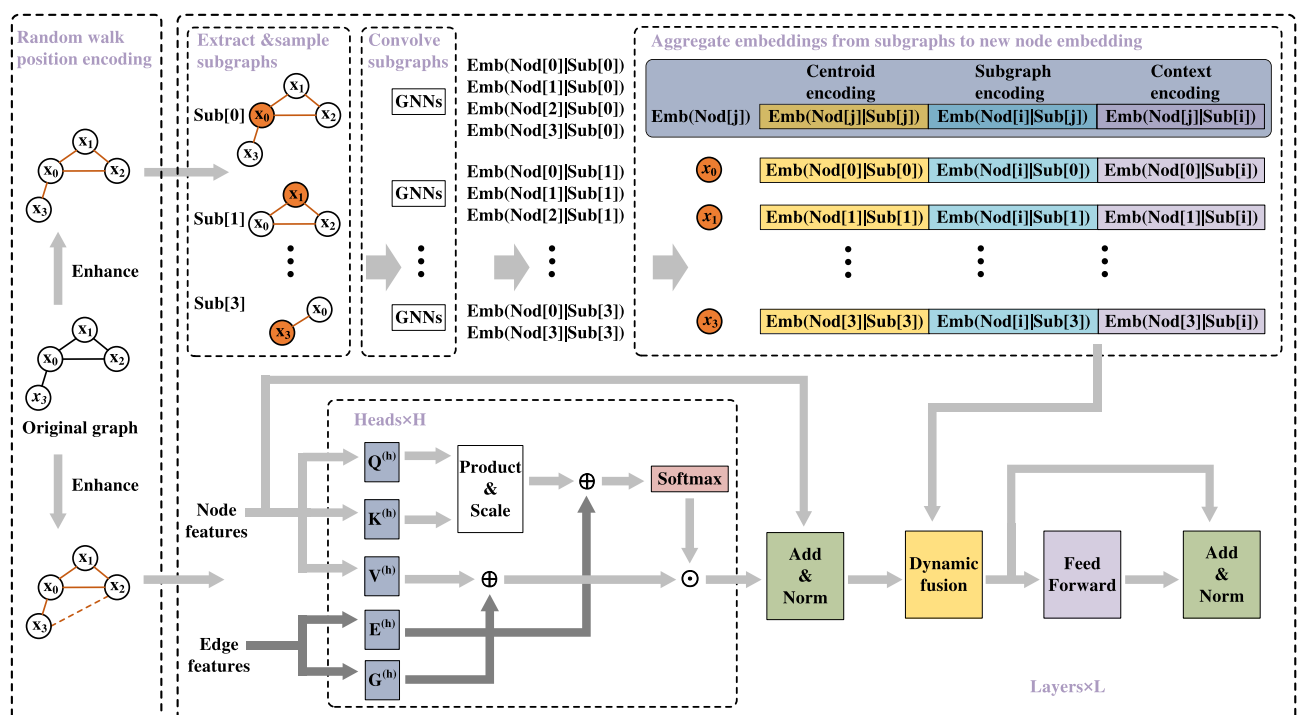 Random walk
position encoding
x₁
x₀
x₂
x₃
Enhance
x₁
x₀
x₂
x₃
Original graph
Enhance
x₁
x₀
x₂
x₃
Extract &sample
subgraphs
Sub[0]
x₁
x₀
x₂
x₃
Sub[1]
x₁
x₀
x₂
Sub[3]
x₀
x₃
Convolve
subgraphs
GNNs
GNNs
GNNs
Emb(Nod[0]|Sub[0])
Emb(Nod[1]|Sub[0])
Emb(Nod[2]|Sub[0])
Emb(Nod[3]|Sub[0])
Emb(Nod[0]|Sub[1])
Emb(Nod[1]|Sub[1])
Emb(Nod[2]|Sub[1])
Emb(Nod[0]|Sub[3])
Emb(Nod[3]|Sub[3])
Aggregate embeddings from subgraphs to new node embedding
Centroid
encoding
Subgraph
encoding
Context
encoding
Emb(Nod[j]) Emb(Nod[j]|Sub[j]) Emb(Nod[i]|Sub[j]) Emb(Nod[j]|Sub[i])
x₀ Emb(Nod[0]|Sub[0]) Emb(Nod[i]|Sub[0]) Emb(Nod[0]|Sub[i])
x₁ Emb(Nod[1]|Sub[1]) Emb(Nod[i]|Sub[1]) Emb(Nod[1]|Sub[i])
x₃ Emb(Nod[3]|Sub[3]) Emb(Nod[i]|Sub[3]) Emb(Nod[3]|Sub[i])
Node
features
Edge
features
Heads×H
Q⁽ʰ⁾
K⁽ʰ⁾
V⁽ʰ⁾
E⁽ʰ⁾
G⁽ʰ⁾
Product
&
Scale
⊕
⊕
Softmax
⊙
Add
&
Norm
Dynamic
fusion
Feed
Forward
Add
&
Norm
Layers×L